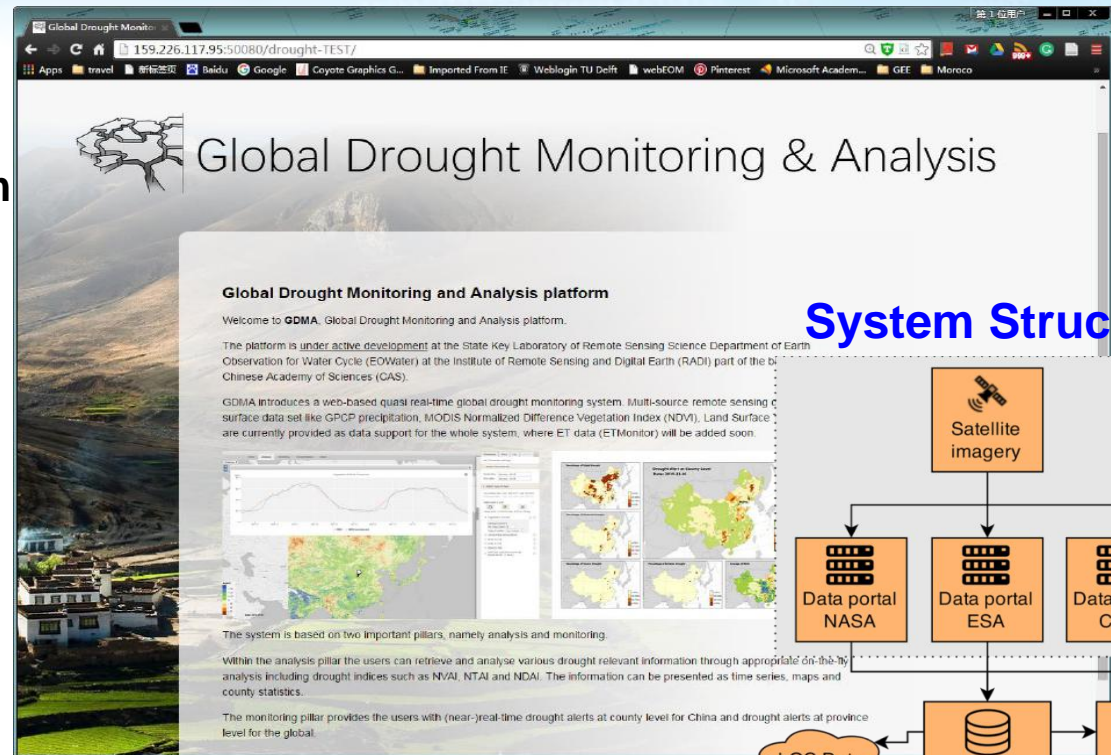 第1位用户
Global Drought Monitor
159.226.117.95:50080/drought-TEST/
Apps travel 新标签页 Baidu Google Coyote Graphics G... Imported From IE Weblogin TU Delft webEOM Pinterest Microsoft Academ... GEE Moroco
Global Drought Monitoring & Analysis
Global Drought Monitoring and Analysis platform
Welcome to GDMA, Global Drought Monitoring and Analysis platform.
The platform is under active development at the State Key Laboratory of Remote Sensing Science Department of Earth
Observation for Water Cycle (EOWater) at the Institute of Remote Sensing and Digital Earth (RADI) part of the
Chinese Academy of Sciences (CAS).
GDMA introduces a web-based quasi real-time global drought monitoring system. Multi-source remote sensing
surface data set like GPCP precipitation, MODIS Normalized Difference Vegetation Index (NDVI), Land Surface
are currently provided as data support for the whole system, where ET data (ETMonitor) will be added soon.
The system is based on two important pillars, namely analysis and monitoring.
Within the analysis pillar the users can retrieve and analyse various drought relevant information through appropriate on-the-fly
analysis including drought indices such as NVAI, NTAI and NDAI. The information can be presented as time series, maps and
county statistics.
The monitoring pillar provides the users with (near-)real-time drought alerts at county level for China and drought alerts at province
level for the global.
System Struc
Satellite
imagery
Data portal
NASA
Data portal
ESA
Data
C